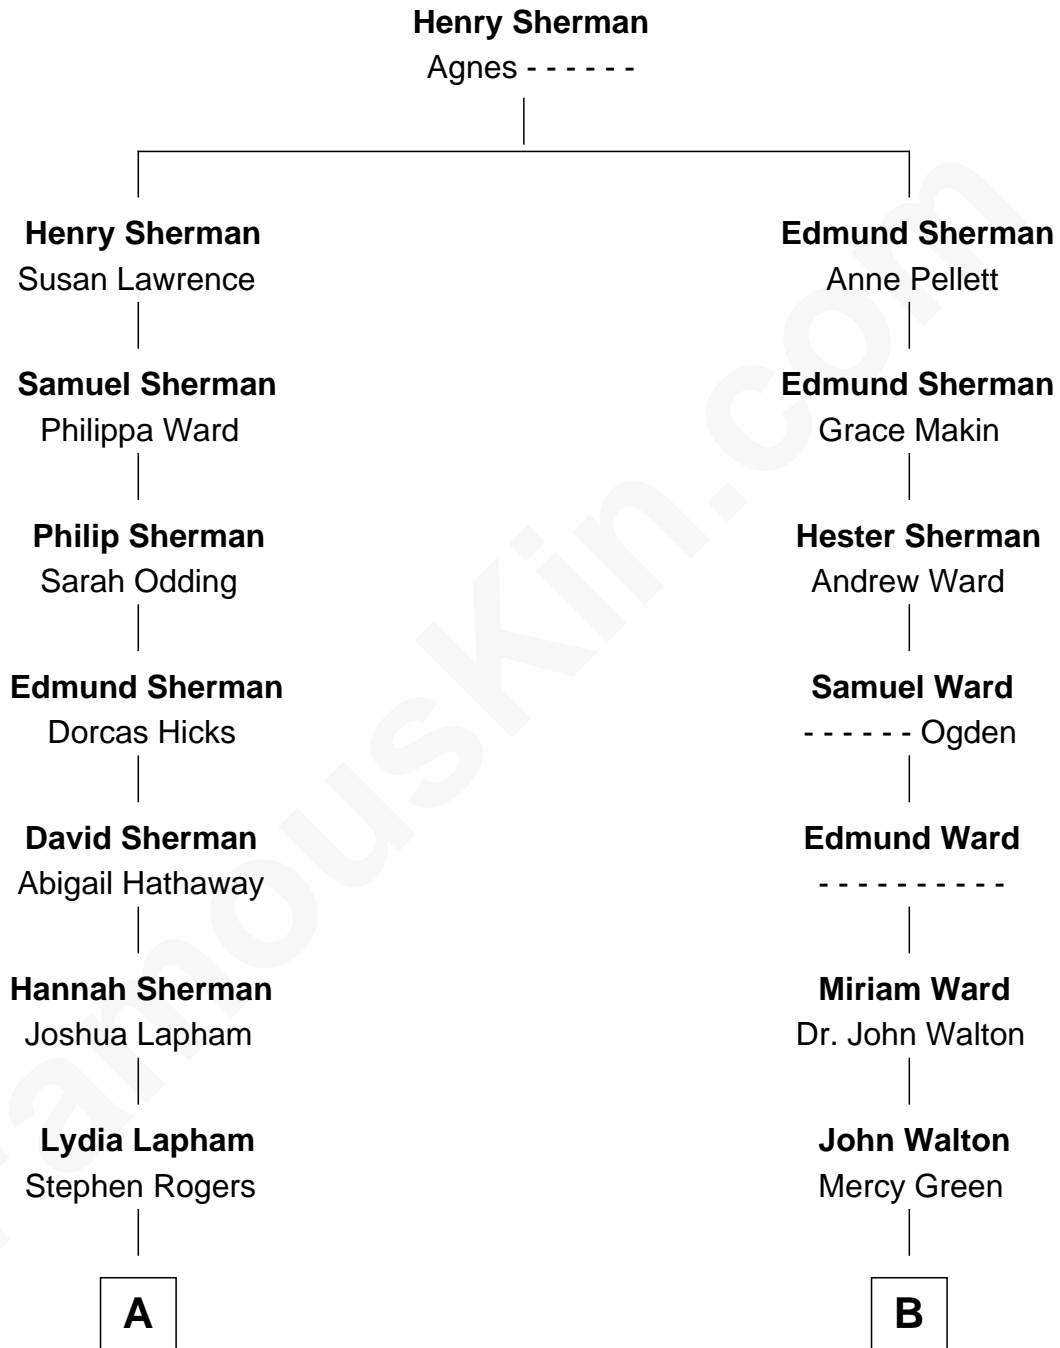 Henry Sherman
Agnes - - - - - -
Henry Sherman
Susan Lawrence
Edmund Sherman
Anne Pellett
Samuel Sherman
Philippa Ward
Edmund Sherman
Grace Makin
Philip Sherman
Sarah Odding
Hester Sherman
Andrew Ward
Edmund Sherman
Dorcas Hicks
Samuel Ward
- - - - - - Ogden
David Sherman
Abigail Hathaway
Edmund Ward
- - - - - - - - - -
Hannah Sherman
Joshua Lapham
Miriam Ward
Dr. John Walton
Lydia Lapham
Stephen Rogers
John Walton
Mercy Green
A
B
FamousKin.com